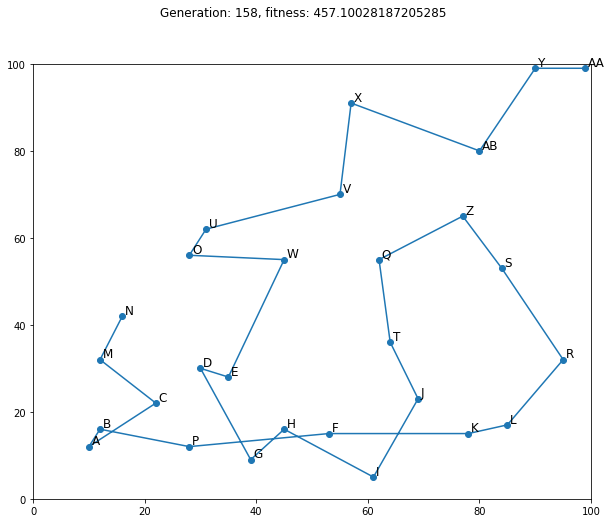 Generation: 158, fitness: 457.10028187205285
100
Y
AA
X
80
AB
V
60
U
O
W
Q
Z
S
40
N
M
T
R
D
E
20
C
J
B
A
P
G
H
F
I
K
L
0
0
20
40
60
80
100